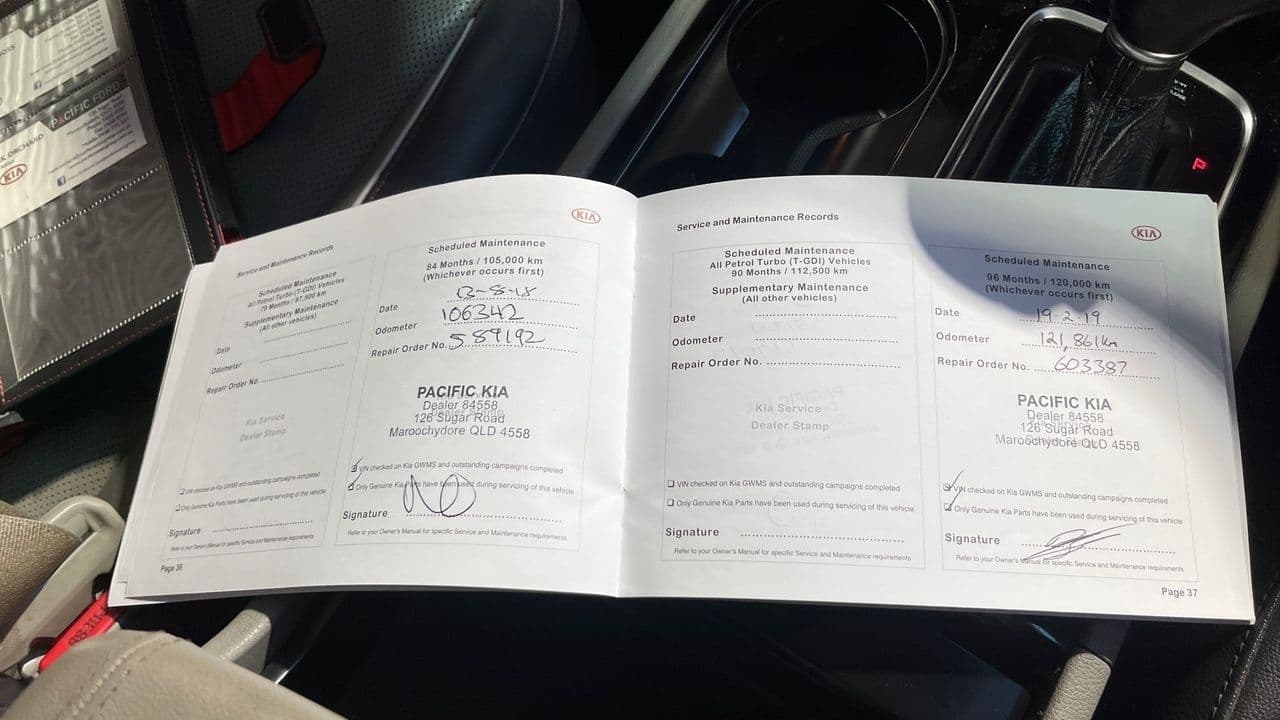 PACIFIC FORD
ORCHARD
KIA
Service and Maintenance Records
Scheduled Maintenance
All Petrol Turbo (T-GDI) Vehicles
78 Months / 97,500 km
Supplementary Maintenance
(All other vehicles)
Date
Odometer
Repair Order No.
Kia Service
Dealer Stamp
VIN checked on Kia GWMS and outstanding campaigns completed
Only Genuine Kia Parts have been used during servicing of this vehicle
Signature
Refer to your Owner's Manual for specific Service and Maintenance requirements
Page 36
KIA
Scheduled Maintenance
84 Months / 105,000 km
(Whichever occurs first)
Date 12-8-18
Odometer 106342
Repair Order No. 589192
PACIFIC KIA
Dealer 84558
126 Sugar Road
Maroochydore QLD 4558
VIN checked on Kia GWMS and outstanding campaigns completed
Only Genuine Kia Parts have been used during servicing of this vehicle
Signature
Refer to your Owner's Manual for specific Service and Maintenance requirements
Service and Maintenance Records
Scheduled Maintenance
All Petrol Turbo (T-GDI) Vehicles
90 Months / 112,500 km
Supplementary Maintenance
(All other vehicles)
Date
Odometer
Repair Order No.
Kia Service
Dealer Stamp
VIN checked on Kia GWMS and outstanding campaigns completed
Only Genuine Kia Parts have been used during servicing of this vehicle
Signature
Refer to your Owner's Manual for specific Service and Maintenance requirements
KIA
Scheduled Maintenance
96 Months / 120,000 km
(Whichever occurs first)
Date 19-2-19
Odometer 121,861km
Repair Order No. 603387
PACIFIC KIA
Dealer 84558
126 Sugar Road
Maroochydore QLD 4558
VIN checked on Kia GWMS and outstanding campaigns completed
Only Genuine Kia Parts have been used during servicing of this vehicle
Signature
Refer to your Owner's Manual for specific Service and Maintenance requirements
Page 37
P